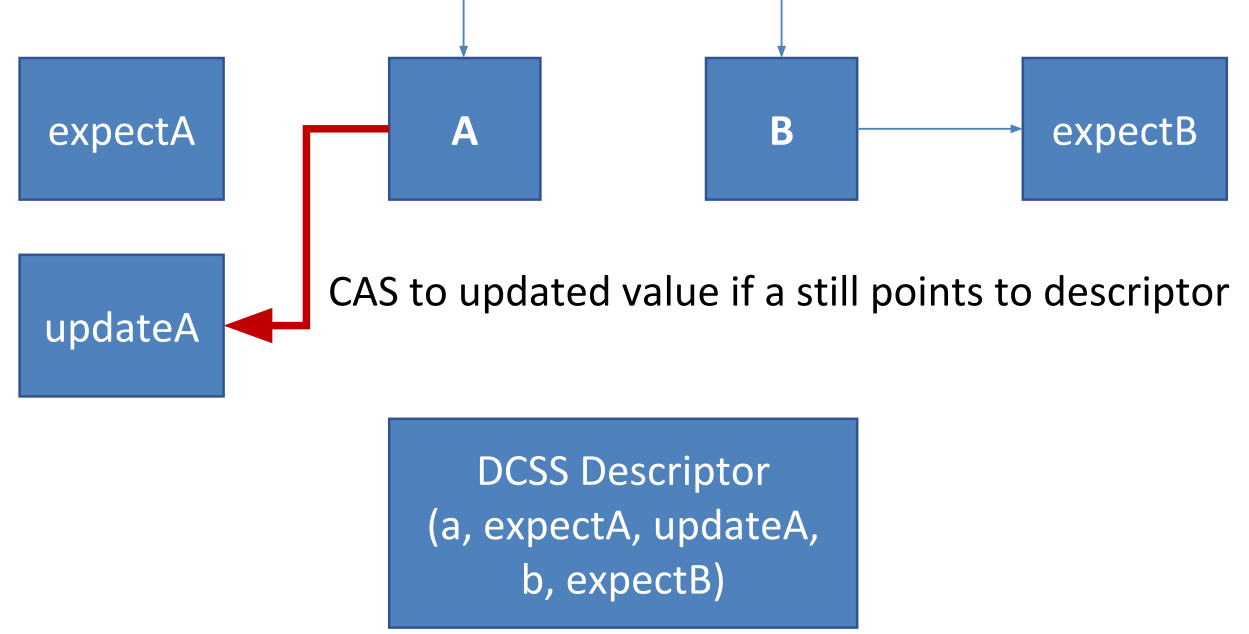 expectA
A
B
expectB
CAS to updated value if a still points to descriptor
updateA
DCSS Descriptor
(a, expectA, updateA,
b, expectB)